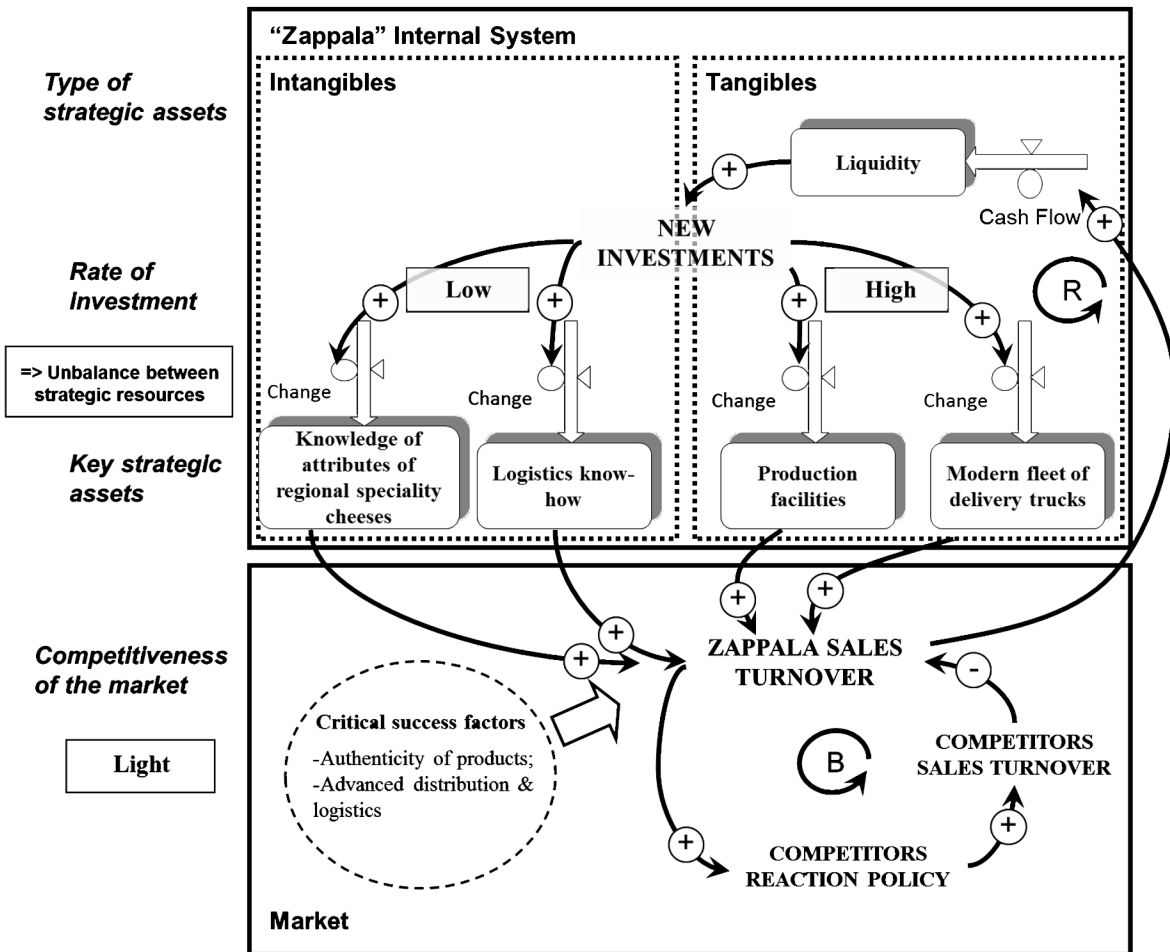 “Zappala” Internal System
Type of
strategic assets
Intangibles
Tangibles
Liquidity
+
Cash Flow
+
NEW
INVESTMENTS
Rate of
investment
Low
High
R
+
+
+
+
=> Unbalance between
strategic resources
Change
Change
Change
Change
Key strategic
assets
Knowledge of
attributes of
regional speciality
cheeses
Logistics know-
how
Production
facilities
Modern fleet of
delivery trucks
+
+
+
+
Competitiveness
of the market
Light
ZAPPALA SALES
TURNOVER
-
Critical success factors
-Authenticity of products;
-Advanced distribution &
logistics
B
COMPETITORS
SALES TURNOVER
+
+
COMPETITORS
REACTION POLICY
Market